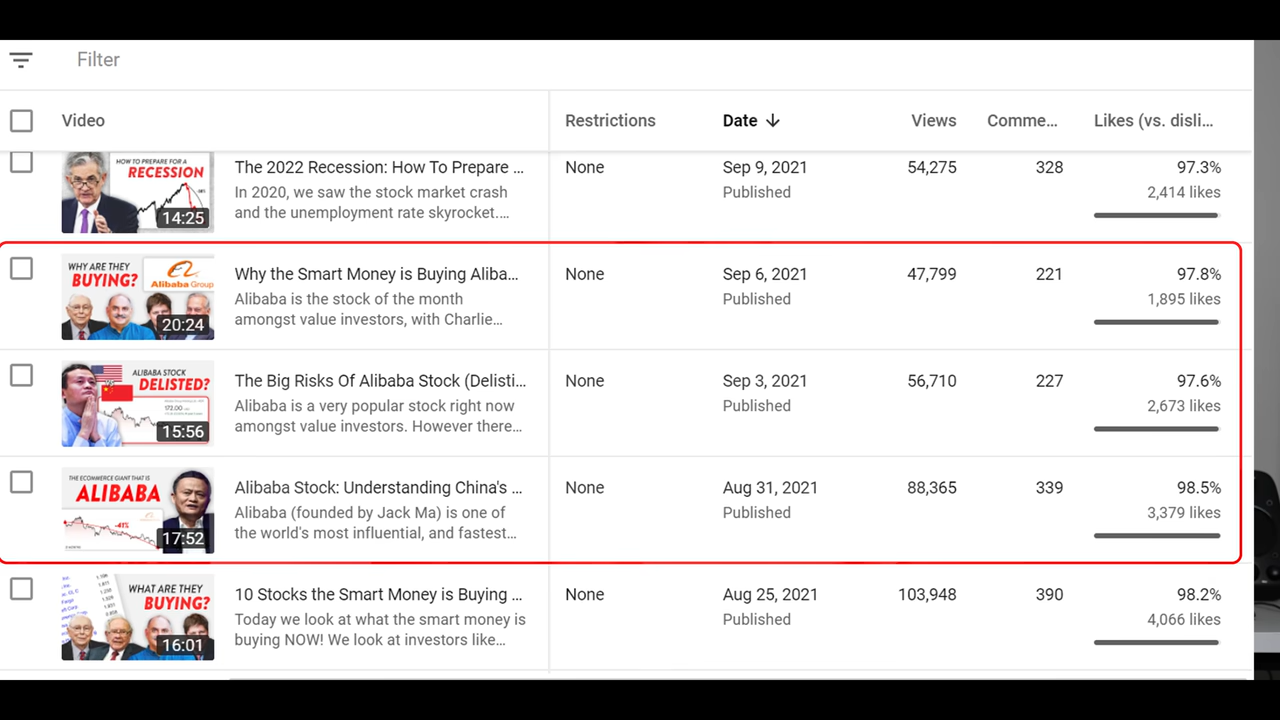 Filter
Video
Restrictions
Date
Views
Comme...
Likes (vs. disli...
HOW TO PREPARE FOR A
RECESSION
14:25
The 2022 Recession: How To Prepare ...
In 2020, we saw the stock market crash
and the unemployment rate skyrocket....
None
Sep 9, 2021
Published
54,275
328
97.3%
2,414 likes
WHY ARE THEY
BUYING?
Alibaba Group
20:24
Why the Smart Money is Buying Aliba...
Alibaba is the stock of the month
amongst value investors, with Charlie...
None
Sep 6, 2021
Published
47,799
221
97.8%
1,895 likes
ALIBABA STOCK
DELISTED?
172.00
15:56
The Big Risks Of Alibaba Stock (Delisti...
Alibaba is a very popular stock right now
amongst value investors. However there...
None
Sep 3, 2021
Published
56,710
227
97.6%
2,673 likes
THE ECOMMERCE GIANT THAT IS
ALIBABA
-41%
17:52
Alibaba Stock: Understanding China's ...
Alibaba (founded by Jack Ma) is one of
the world's most influential, and fastest...
None
Aug 31, 2021
Published
88,365
339
98.5%
3,379 likes
WHAT ARE THEY
BUYING?
16:01
10 Stocks the Smart Money is Buying ...
Today we look at what the smart money is
buying NOW! We look at investors like...
None
Aug 25, 2021
Published
103,948
390
98.2%
4,066 likes